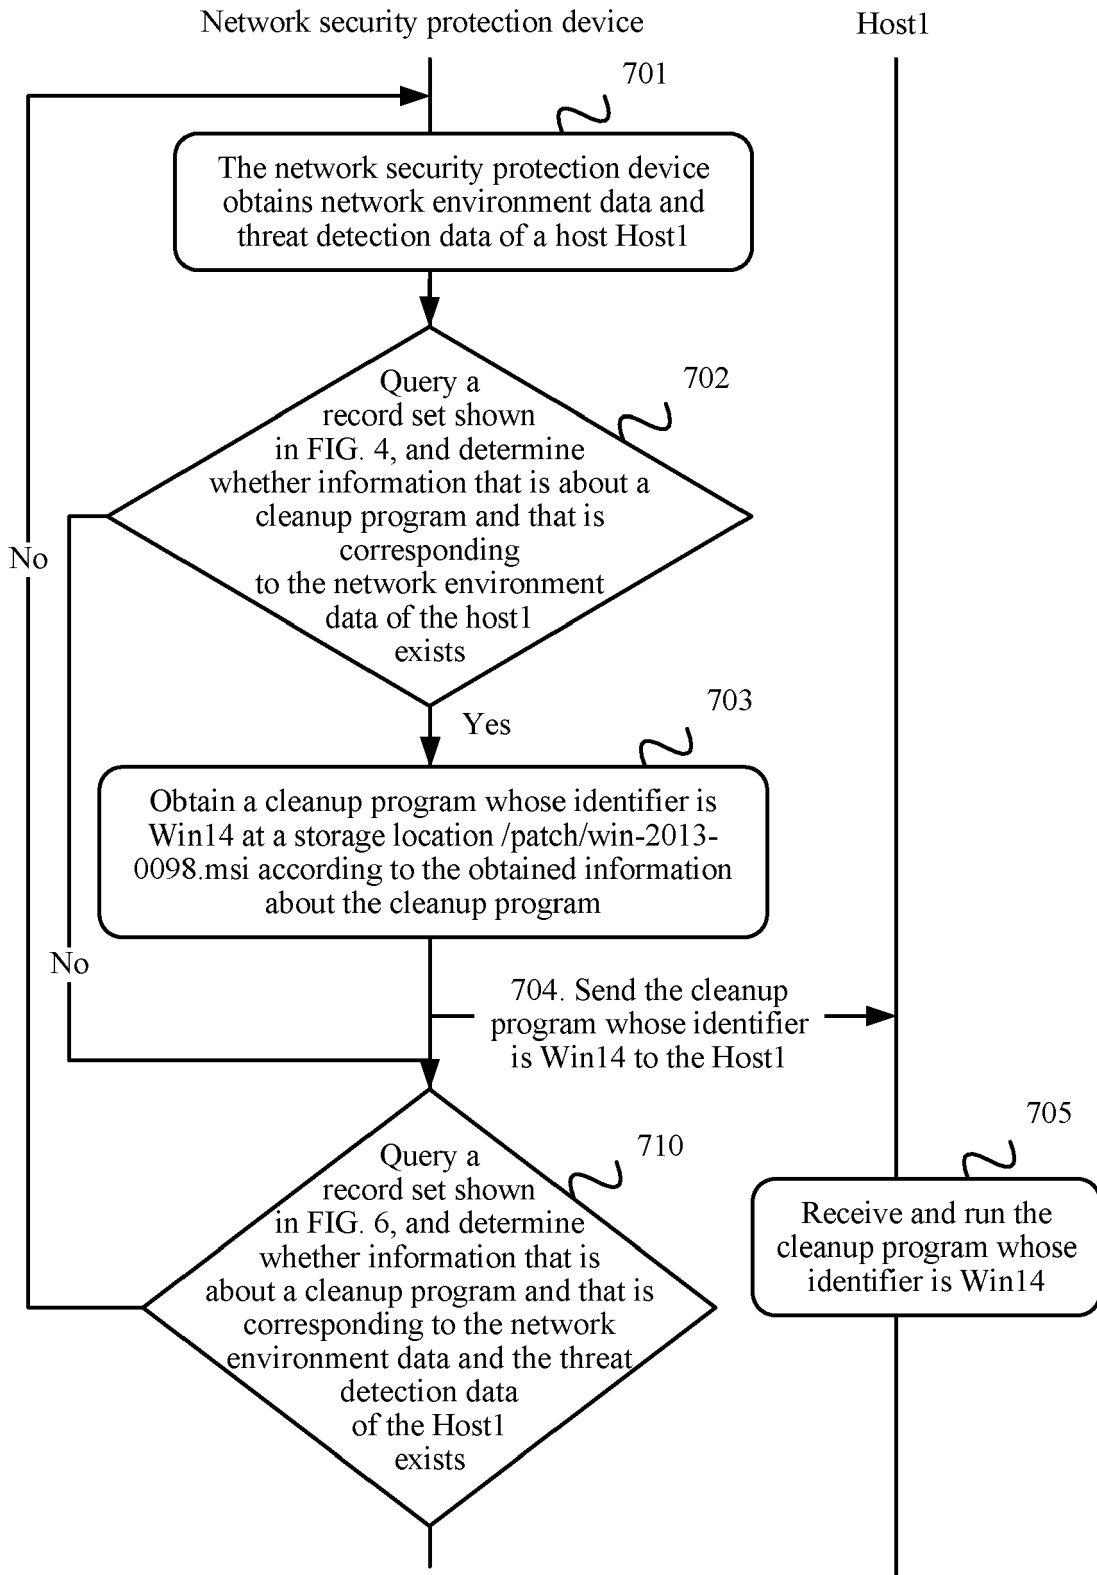 Network security protection device
Host1
701
The network security protection device
obtains network environment data and
threat detection data of a host Host1
702
Query a
record set shown
in FIG. 4, and determine
whether information that is about a
cleanup program and that is
corresponding
to the network environment
data of the host1
exists
No
Yes
703
Obtain a cleanup program whose identifier is
Win14 at a storage location /patch/win-2013-
0098.msi according to the obtained information
about the cleanup program
No
704. Send the cleanup
program whose identifier
is Win14 to the Host1
705
Receive and run the
cleanup program whose
identifier is Win14
710
Query a
record set shown
in FIG. 6, and determine
whether information that is
about a cleanup program and that is
corresponding to the network
environment data and the threat
detection data
of the Host1
exists